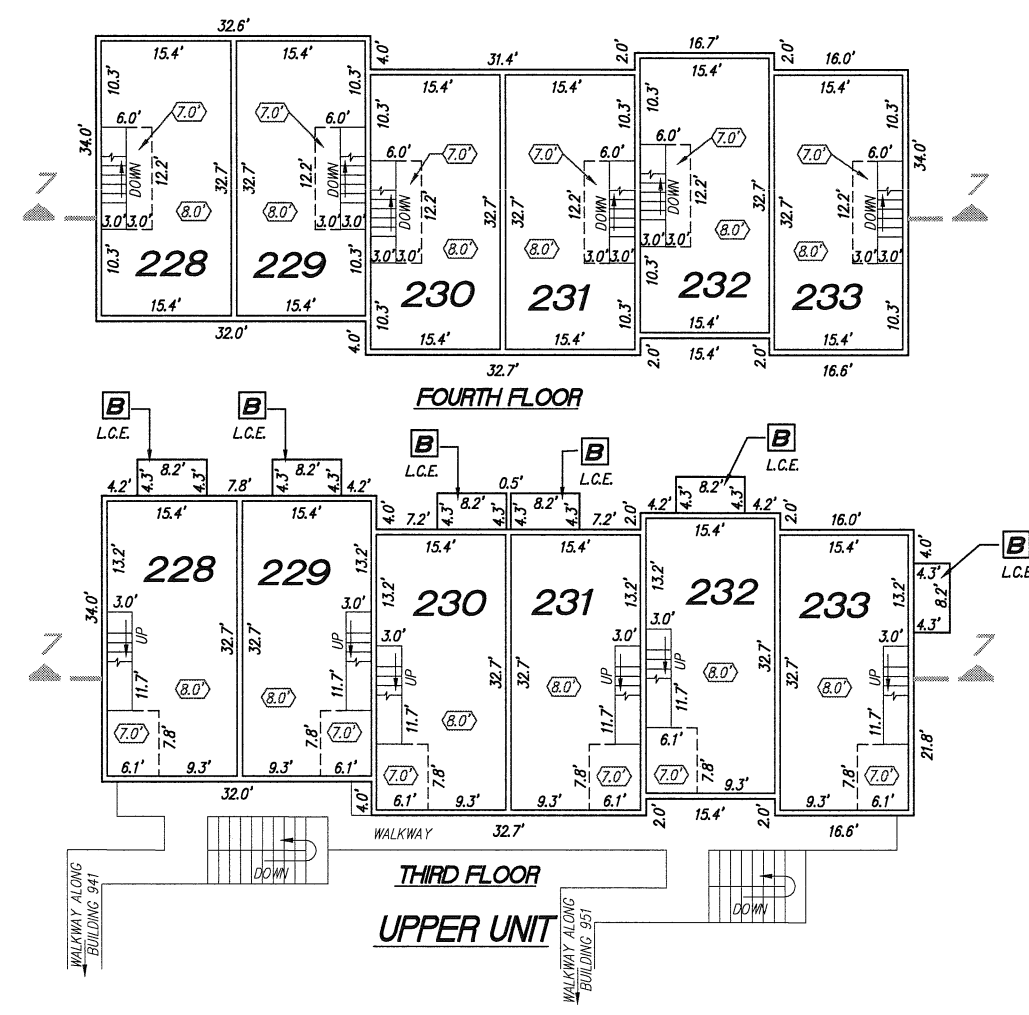 32.6'
15.4' 15.4' 4.0' 31.4' 2.0' 16.7' 2.0' 16.0'
15.4' 15.4' 15.4' 15.4'
10.3' 10.3' 10.3' 10.3' 10.3' 10.3'
6.0' 7.0' 7.0' 6.0' 6.0' 7.0' 7.0' 6.0' 6.0' 7.0' 7.0' 6.0'
34.0' DOWN 12.2' 32.7' 32.7' 12.2' DOWN DOWN 12.2' 32.7' 32.7' 12.2' DOWN DOWN 12.2' 32.7' 32.7' 12.2' DOWN 34.0'
7 7
3.0' 3.0' 8.0' 8.0' 3.0' 3.0' 3.0' 3.0' 8.0' 8.0' 3.0' 3.0' 3.0' 3.0' 8.0' 8.0' 3.0' 3.0'
10.3' 10.3' 10.3' 10.3' 10.3' 10.3'
228 229 230 231 232 233
15.4' 15.4' 15.4' 15.4' 15.4' 15.4'
32.0' 4.0' 32.7' 2.0' 15.4' 2.0' 16.6'
FOURTH FLOOR
B B B B B B
L.C.E. L.C.E. L.C.E. L.C.E. L.C.E. L.C.E
8.2' 8.2' 8.2' 8.2' 8.2'
4.2' 4.3' 4.3' 7.8' 4.3' 4.3' 4.2' 4.0' 7.2' 4.3' 4.3' 0.5' 4.3' 4.3' 7.2' 2.0' 4.2' 4.3' 4.3' 4.2' 2.0' 16.0' 4.0'
15.4' 15.4' 15.4' 15.4' 15.4' 15.4'
4.3' 8.2' 4.3'
13.2' 13.2' 13.2' 13.2' 13.2' 13.2'
228 229 230 231 232 233
34.0' 3.0' UP 32.7' 32.7' 3.0' UP 3.0' UP 32.7' 32.7' 3.0' UP 3.0' UP 32.7' 32.7' 3.0' UP
7 7
11.7' 8.0' 8.0' 11.7' 11.7' 8.0' 8.0' 11.7' 11.7' 8.0' 8.0' 11.7' 21.8'
7.0' 7.8' 7.8' 7.0' 7.0' 7.8' 7.8' 7.0' 6.1' 7.0' 7.8' 7.8' 7.0'
6.1' 9.3' 9.3' 6.1' 6.1' 9.3' 9.3' 6.1' 9.3' 9.3' 6.1'
32.0' 4.0' 32.7' 2.0' 15.4' 2.0' 16.6'
WALKWAY
DOWN
THIRD FLOOR
DOWN
UPPER UNIT
WALKWAY ALONG
BUILDING 941
WALKWAY ALONG
BUILDING 951